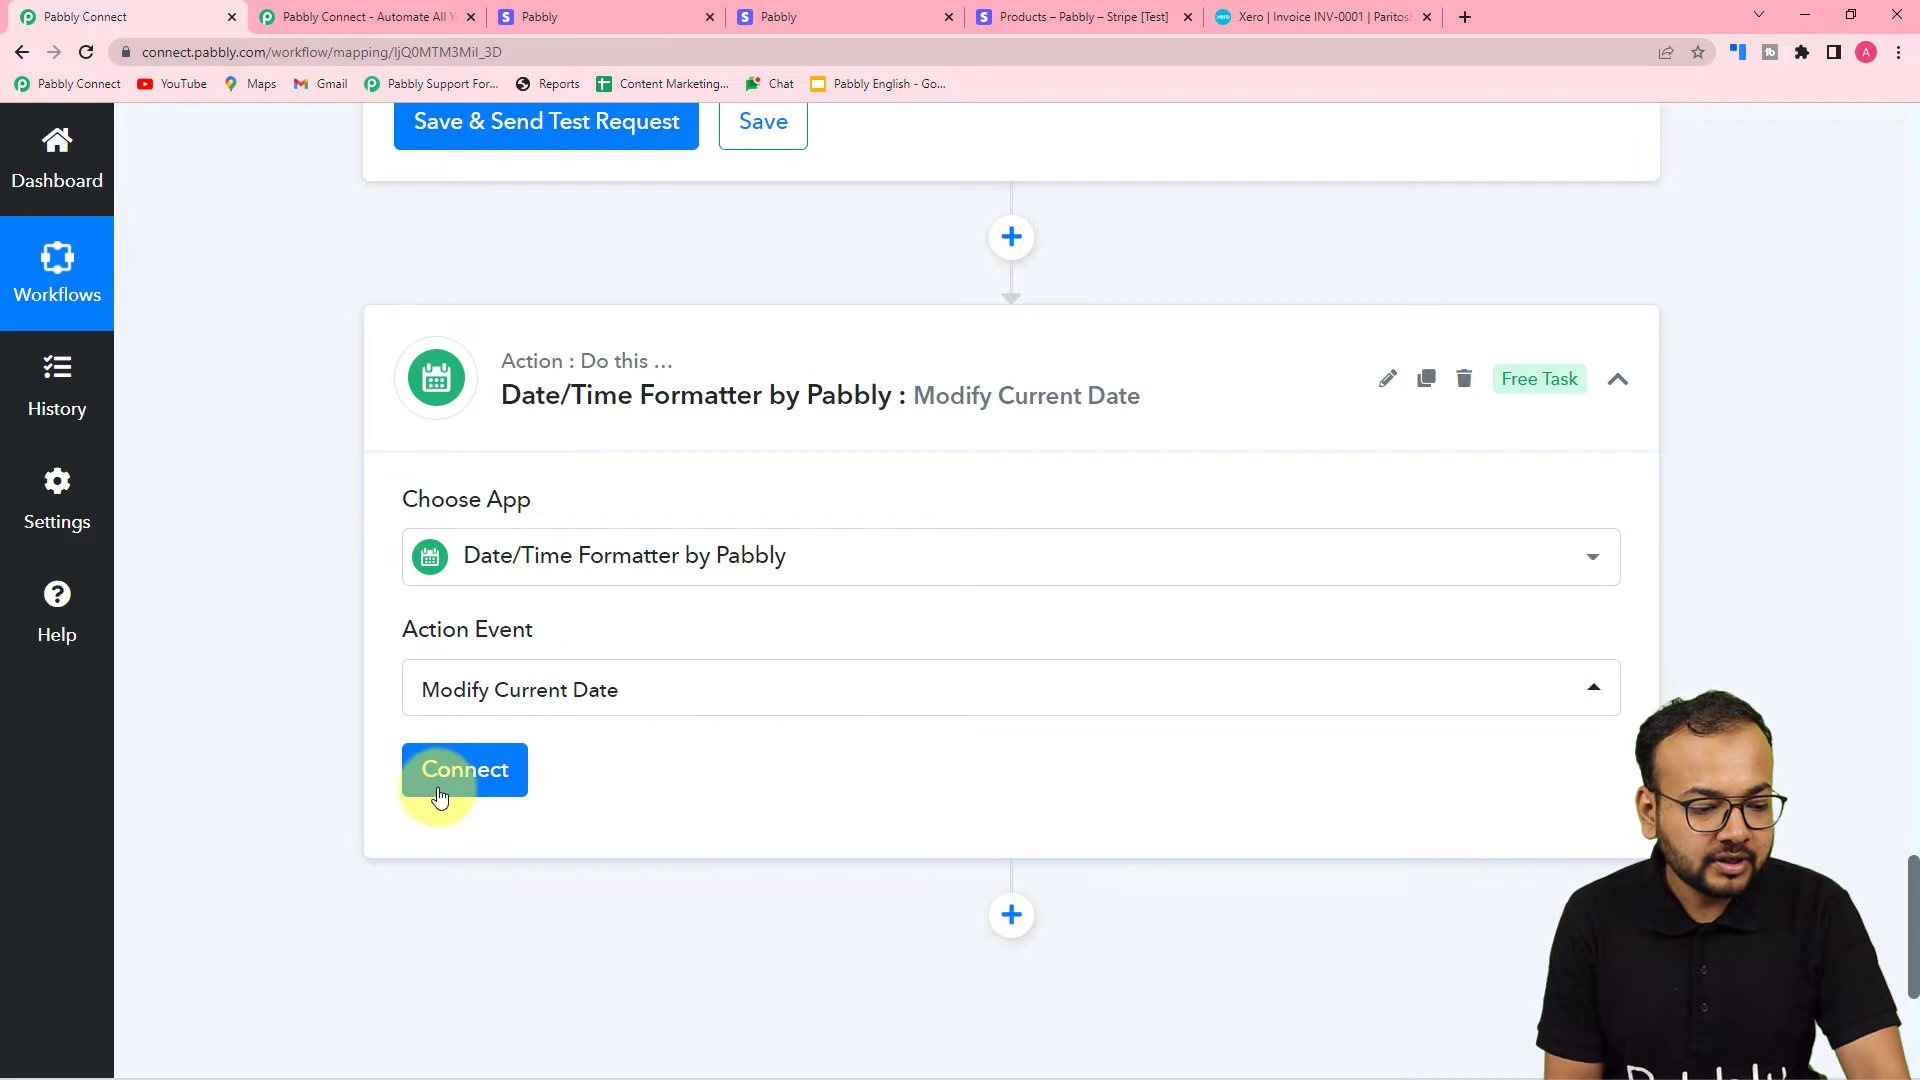 Pabbly Connect
Pabbly Connect - Automate All Y
Pabbly
Pabbly
Products – Pabbly – Stripe [Test]
Xero | Invoice INV-0001 | Paritos
connect.pabbly.com/workflow/mapping/IjQ0MTM3MiI_3D
A
Pabbly Connect
YouTube
Maps
Gmail
Pabbly Support For...
Reports
Content Marketing...
Chat
Pabbly English - Go...
Dashboard
Workflows
History
Settings
Help
Save & Send Test Request
Save
Action : Do this ...
Date/Time Formatter by Pabbly : Modify Current Date
Free Task
Choose App
Date/Time Formatter by Pabbly
Action Event
Modify Current Date
Connect